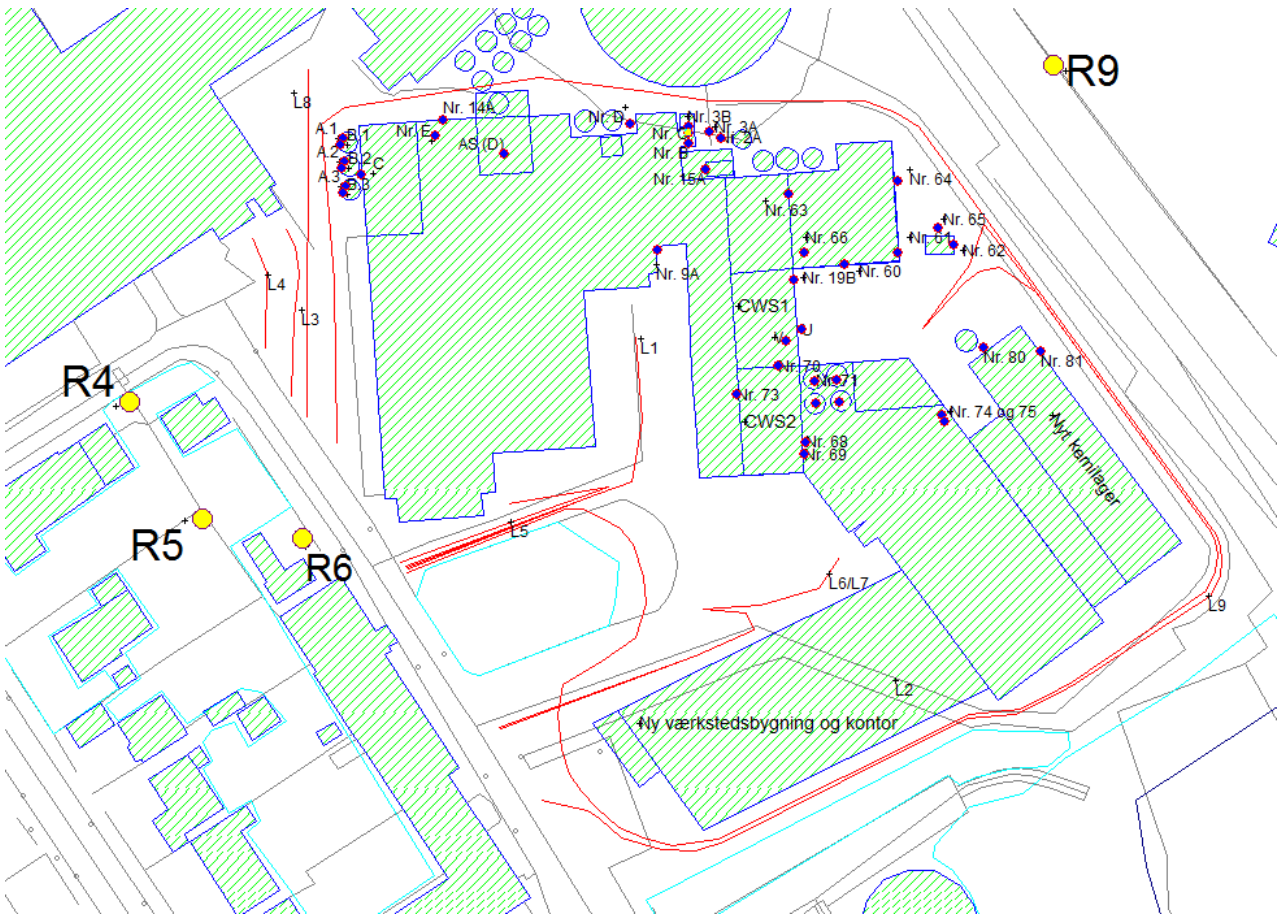 R9
L8
Nr. 14A
Nr. D
Nr. 3B
Nr. 3A
A.1
B.1
Nr. E
Nr. 2A
A.2
AS (D)
Nr. B
B.2
C
A.3
B.3
Nr. 15A
Nr. 64
Nr. 63
Nr. 65
Nr. 66
Nr. 61
Nr. 62
Nr. 9A
Nr. 60
L4
Nr. 19B
CWS1
L3
U
V
L1
Nr. 80
Nr. 81
Nr. 70
R4
Nr. 71
Nr. 73
Nr. 74 og 75
CWS2
Nyt kemilager
Nr. 68
Nr. 69
R5
L5
R6
L6/L7
L9
L2
Ny værkstedsbygning og kontor